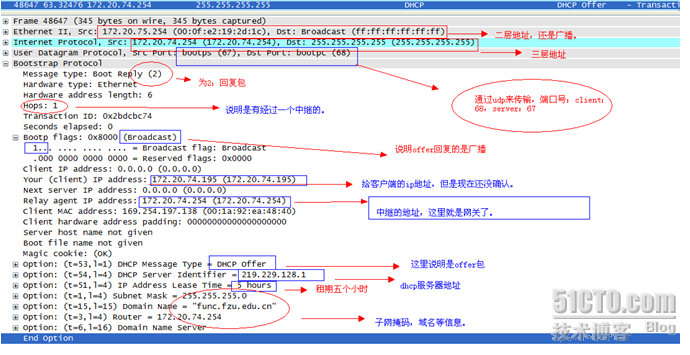 48647 63.32476 172.20.74.254 255.255.255.255 DHCP DHCP Offer - Transacti
Frame 48647 (345 bytes on wire, 345 bytes captured)
Ethernet II, Src: 172.20.75.254 (00:0f:e2:19:2d:1c), Dst: Broadcast (ff:ff:ff:ff:ff:ff)
二层地址，还是广播。
Internet Protocol, Src: 172.20.74.254 (172.20.74.254), Dst: 255.255.255.255 (255.255.255.255)
User Datagram Protocol, Src Port: bootps (67), Dst Port: bootpc (68)
三层地址
Bootstrap Protocol
Message type: Boot Reply (2)
为2：回复包
Hardware type: Ethernet
Hardware address length: 6
Hops: 1
说明是有经过一个中继的。
通过udp来传输，端口号：client：
68，server：67
Transaction ID: 0x2bdcbc74
Seconds elapsed: 0
Bootp flags: 0x8000 (Broadcast)
说明offer回复的是广播
1... .... .... .... = Broadcast flag: Broadcast
.000 0000 0000 0000 = Reserved flags: 0x0000
Client IP address: 0.0.0.0 (0.0.0.0)
Your (client) IP address: 172.20.74.195 (172.20.74.195)
给客户端的ip地址，但是现在还没确认。
Next server IP address: 0.0.0.0 (0.0.0.0)
Relay agent IP address: 172.20.74.254 (172.20.74.254)
中继的地址，这里就是网关了。
Client MAC address: 169.254.197.138 (00:1a:92:ea:48:40)
Client hardware address padding: 00000000000000000000
Server host name not given
Boot file name not given
Magic cookie: (OK)
Option: (t=53,l=1) DHCP Message Type = DHCP Offer
这里说明是offer包
Option: (t=54,l=4) DHCP Server Identifier = 219.229.128.1
dhcp服务器地址
Option: (t=51,l=4) IP Address Lease Time = 5 hours
租期五个小时
Option: (t=1,l=4) Subnet Mask = 255.255.255.0
Option: (t=15,l=15) Domain Name = "func.fzu.edu.cn"
Option: (t=3,l=4) Router = 172.20.74.254
子网掩码，域名等信息。
Option: (t=6,l=16) Domain Name Server
End Option
51CTO.com
技术博客 Blog